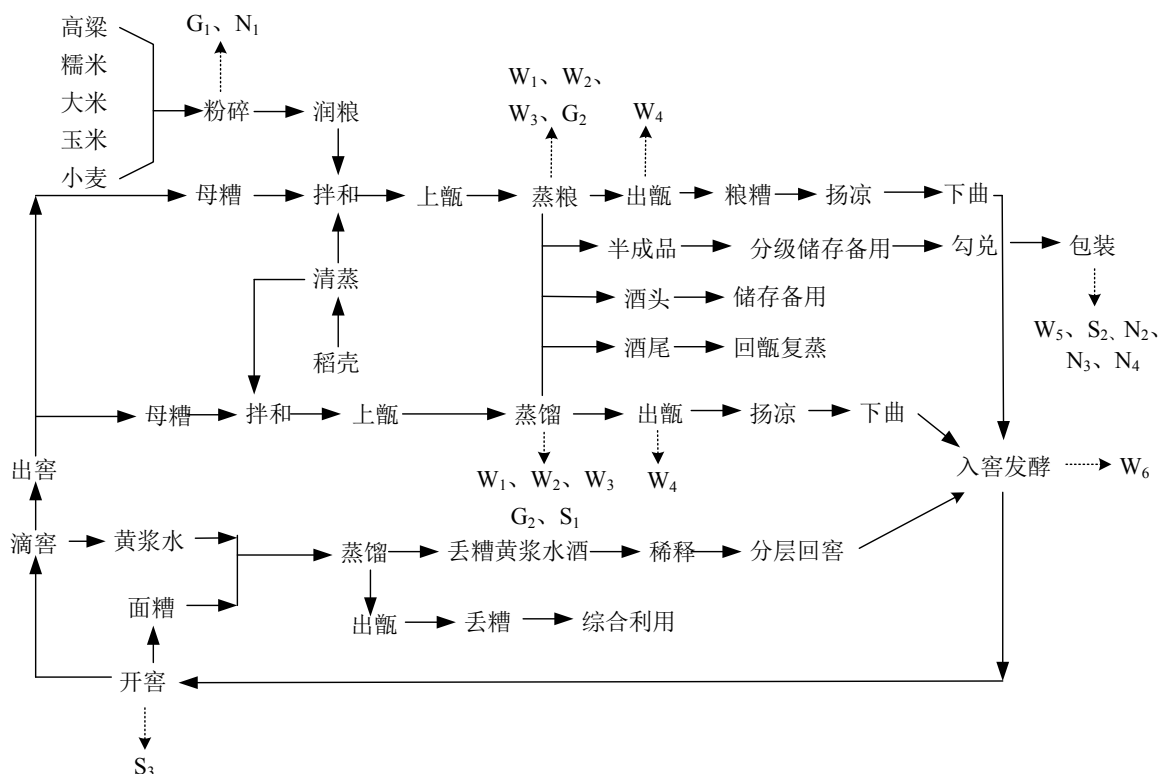 高粱
G₁、N₁
糯米
大米
粉碎
润粮
玉米
小麦
W₁、W₂、
W₃、G₂
W₄
母糟
拌和
上甑
蒸粮
出甑
粮糟
扬凉
下曲
半成品
分级储存备用
勾兑
包装
清蒸
酒头
储存备用
W₅、S₂、N₂、
N₃、N₄
稻壳
酒尾
回甑复蒸
母糟
拌和
上甑
蒸馏
出甑
扬凉
下曲
出窖
W₁、W₂、W₃
G₂、S₁
W₄
入窖发酵
W₆
滴窖
黄浆水
蒸馏
丢糟黄浆水酒
稀释
分层回窖
面糟
出甑
丢糟
综合利用
开窖
S₃